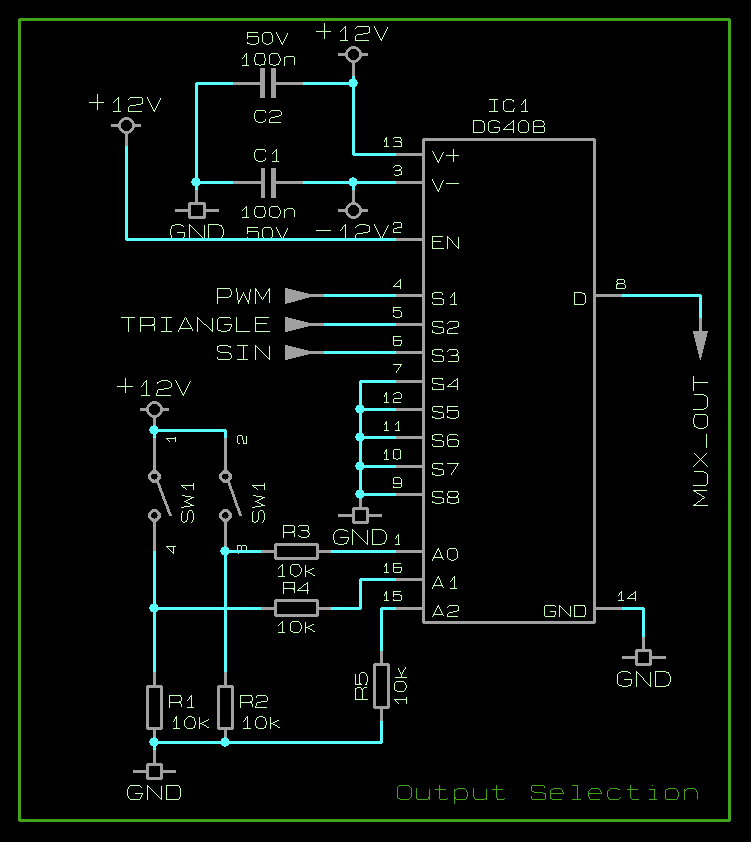 50V
100n
C2
+12V
+12V
C1
100n
50V
GND
-12V
IC1
DG408
13
V+
3
V-
2
EN
PWM
4
S1
TRIANGLE
5
S2
SIN
6
S3
7
S4
12
S5
11
S6
10
S7
9
S8
GND
8
D
MUX_OUT
+12V
1
2
SW1
SW1
4
3
R3
10k
1
A0
R4
10k
16
A1
15
A2
14
GND
GND
R5
10k
R1
10k
R2
10k
GND
Output Selection